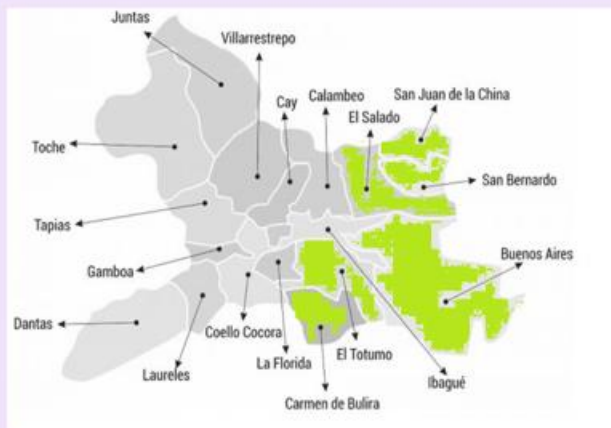 Juntas
Villarrestrepo
Cay
Calambeo
San Juan de la China
El Salado
Toche
San Bernardo
Tapias
Buenos Aires
Gamboa
Dantas
Coello Cocora
La Florida
El Totumo
Laureles
Ibagué
Carmen de Bulira